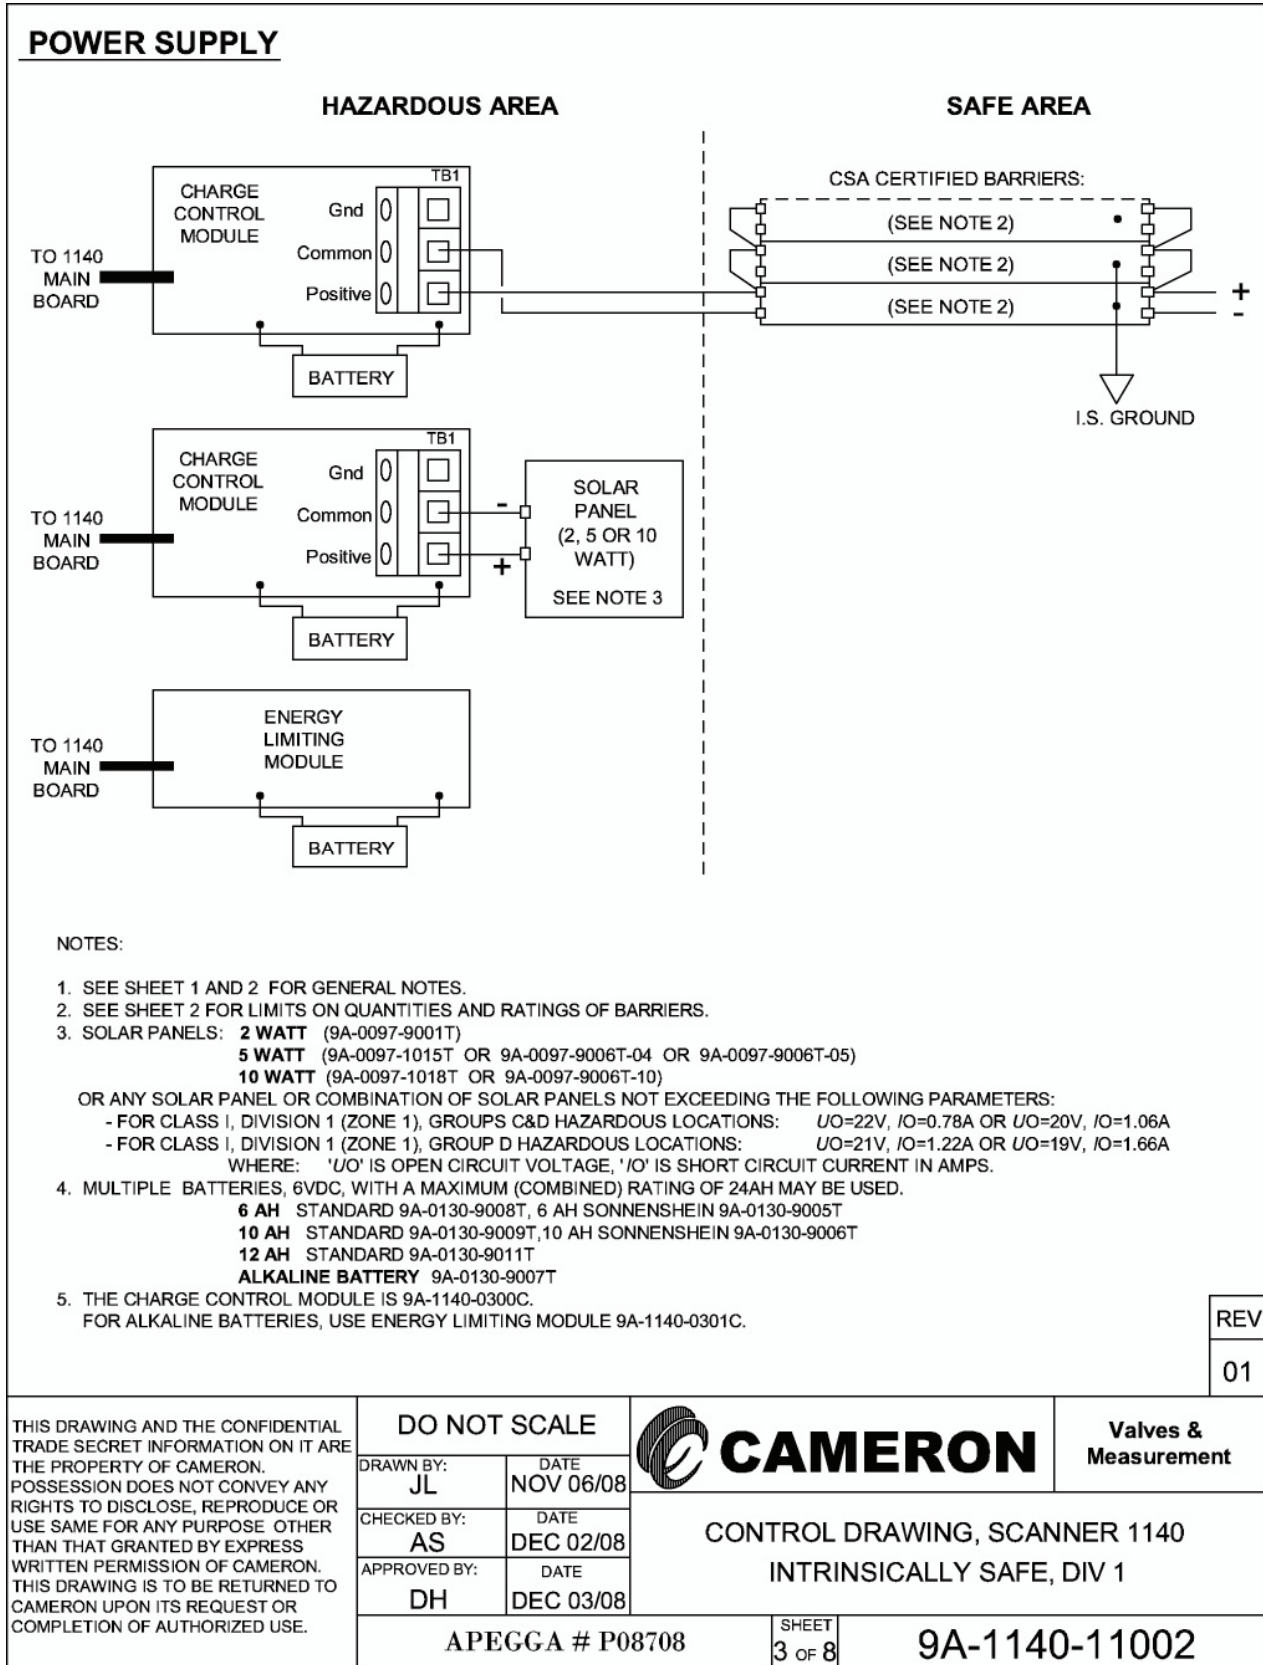 POWER SUPPLY
HAZARDOUS AREA
SAFE AREA
TO 1140
MAIN
BOARD
CHARGE
CONTROL
MODULE
TB1
Gnd
Common
Positive
BATTERY
CSA CERTIFIED BARRIERS:
(SEE NOTE 2)
(SEE NOTE 2)
(SEE NOTE 2)
+
-
I.S. GROUND
TO 1140
MAIN
BOARD
CHARGE
CONTROL
MODULE
TB1
Gnd
Common
Positive
-
+
BATTERY
SOLAR
PANEL
(2, 5 OR 10
WATT)
SEE NOTE 3
TO 1140
MAIN
BOARD
ENERGY
LIMITING
MODULE
BATTERY
NOTES:
1. SEE SHEET 1 AND 2 FOR GENERAL NOTES.
2. SEE SHEET 2 FOR LIMITS ON QUANTITIES AND RATINGS OF BARRIERS.
3. SOLAR PANELS: 2 WATT (9A-0097-9001T)
5 WATT (9A-0097-1015T OR 9A-0097-9006T-04 OR 9A-0097-9006T-05)
10 WATT (9A-0097-1018T OR 9A-0097-9006T-10)
OR ANY SOLAR PANEL OR COMBINATION OF SOLAR PANELS NOT EXCEEDING THE FOLLOWING PARAMETERS:
- FOR CLASS I, DIVISION 1 (ZONE 1), GROUPS C&D HAZARDOUS LOCATIONS: UO=22V, IO=0.78A OR UO=20V, IO=1.06A
- FOR CLASS I, DIVISION 1 (ZONE 1), GROUP D HAZARDOUS LOCATIONS: UO=21V, IO=1.22A OR UO=19V, IO=1.66A
WHERE: 'UO' IS OPEN CIRCUIT VOLTAGE, 'IO' IS SHORT CIRCUIT CURRENT IN AMPS.
4. MULTIPLE BATTERIES, 6VDC, WITH A MAXIMUM (COMBINED) RATING OF 24AH MAY BE USED.
6 AH STANDARD 9A-0130-9008T, 6 AH SONNENSHEIN 9A-0130-9005T
10 AH STANDARD 9A-0130-9009T,10 AH SONNENSHEIN 9A-0130-9006T
12 AH STANDARD 9A-0130-9011T
ALKALINE BATTERY 9A-0130-9007T
5. THE CHARGE CONTROL MODULE IS 9A-1140-0300C.
FOR ALKALINE BATTERIES, USE ENERGY LIMITING MODULE 9A-1140-0301C.
REV
01
THIS DRAWING AND THE CONFIDENTIAL
TRADE SECRET INFORMATION ON IT ARE
THE PROPERTY OF CAMERON.
POSSESSION DOES NOT CONVEY ANY
RIGHTS TO DISCLOSE, REPRODUCE OR
USE SAME FOR ANY PURPOSE OTHER
THAN THAT GRANTED BY EXPRESS
WRITTEN PERMISSION OF CAMERON.
THIS DRAWING IS TO BE RETURNED TO
CAMERON UPON ITS REQUEST OR
COMPLETION OF AUTHORIZED USE.
DO NOT SCALE
DRAWN BY:
JL
DATE
NOV 06/08
CHECKED BY:
AS
DATE
DEC 02/08
APPROVED BY:
DH
DATE
DEC 03/08
CAMERON
Valves &
Measurement
CONTROL DRAWING, SCANNER 1140
INTRINSICALLY SAFE, DIV 1
APEGGA # P08708
SHEET
3 OF 8
9A-1140-11002